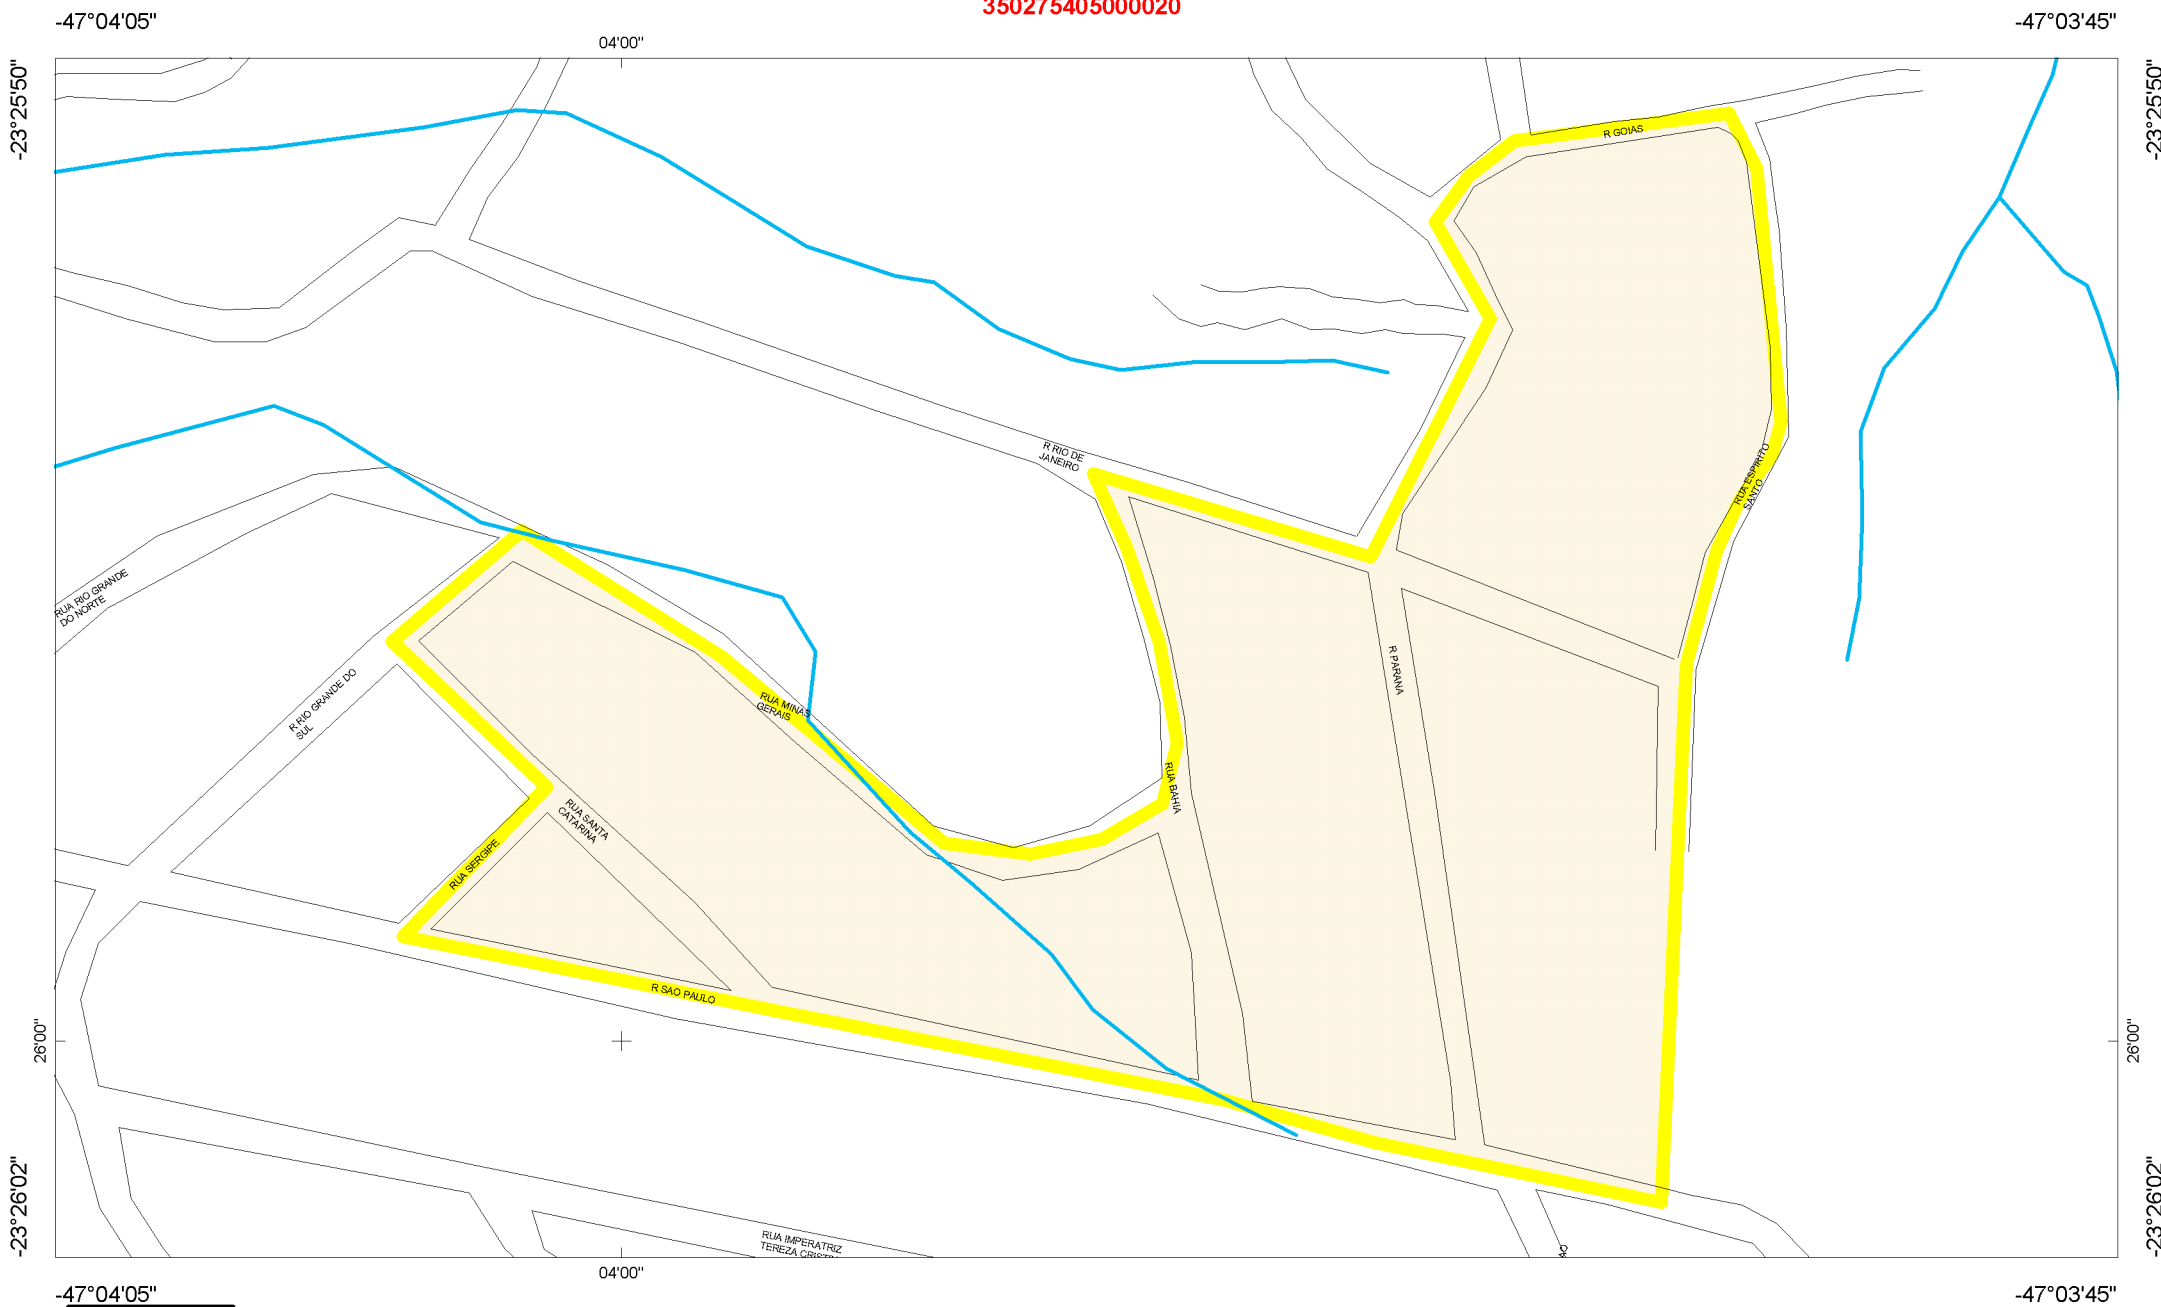 350275405000020
-47°04'05"
-47°03'45"
04'00"
-23°25'50"
-23°25'50"
R GOIAS
R RIO DE
JANEIRO
RUA ESPIRITO
SANTO
RUA RIO GRANDE
DO NORTE
R RIO GRANDE DO
SUL
R PARANA
RUA MINAS
GERAIS
RUA BAHIA
RUA SANTA
CATARINA
RUA SERGIPE
R SAO PAULO
26'00"
26'00"
RUA IMPERATRIZ
TEREZA
-23°26'02"
-23°26'02"
04'00"
-47°04'05"
-47°03'45"